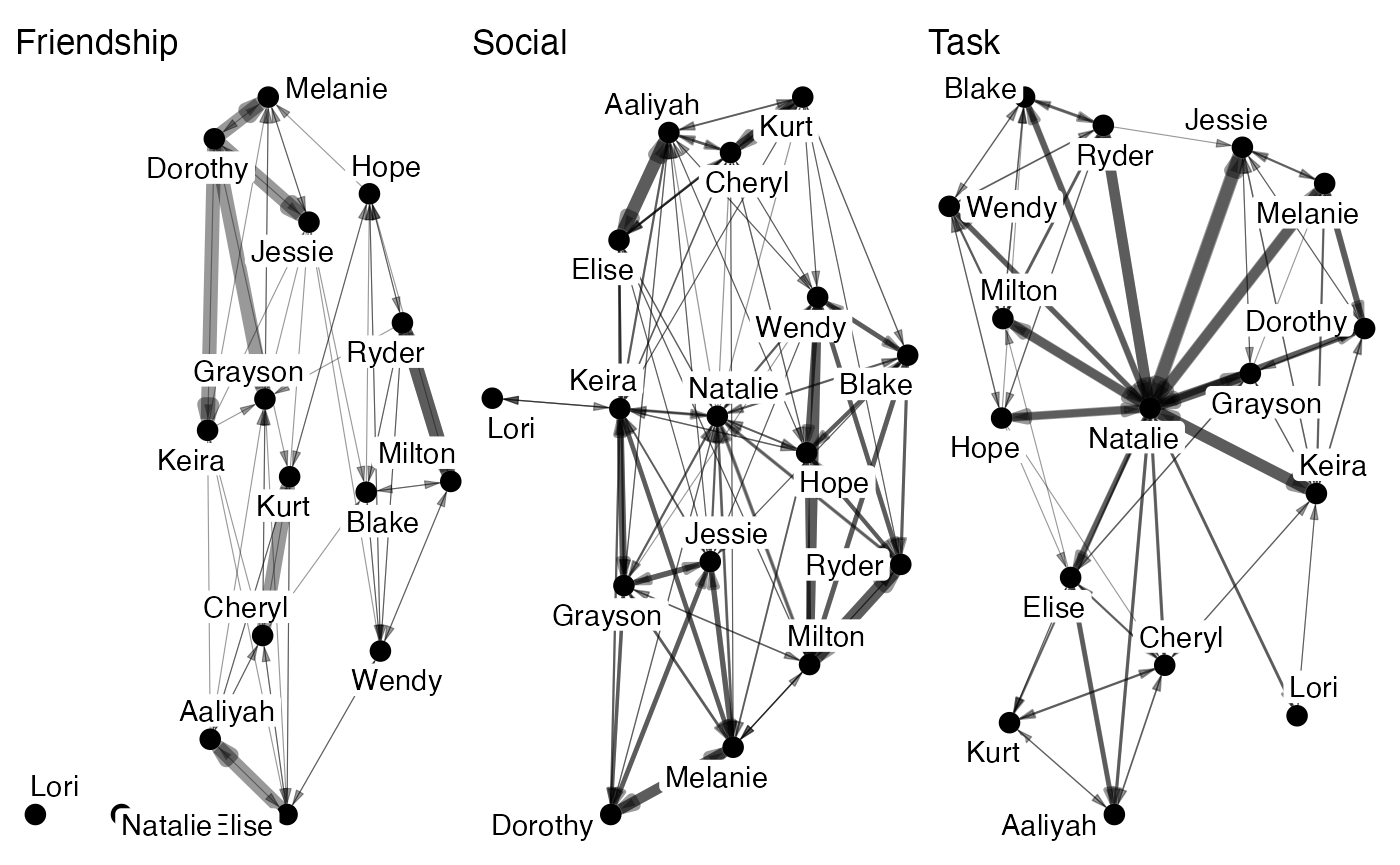 Friendship
Melanie
Dorothy
Hope
Jessie
Ryder
Grayson
Milton
Keira
Kurt
Blake
Cheryl
Wendy
Aaliyah
Lori
Natalie
Elise
Social
Aaliyah
Kurt
Cheryl
Elise
Wendy
Keira
Natalie
Blake
Lori
Hope
Jessie
Ryder
Grayson
Milton
Melanie
Dorothy
Task
Blake
Jessie
Ryder
Wendy
Melanie
Milton
Dorothy
Grayson
Natalie
Hope
Keira
Elise
Cheryl
Lori
Kurt
Aaliyah